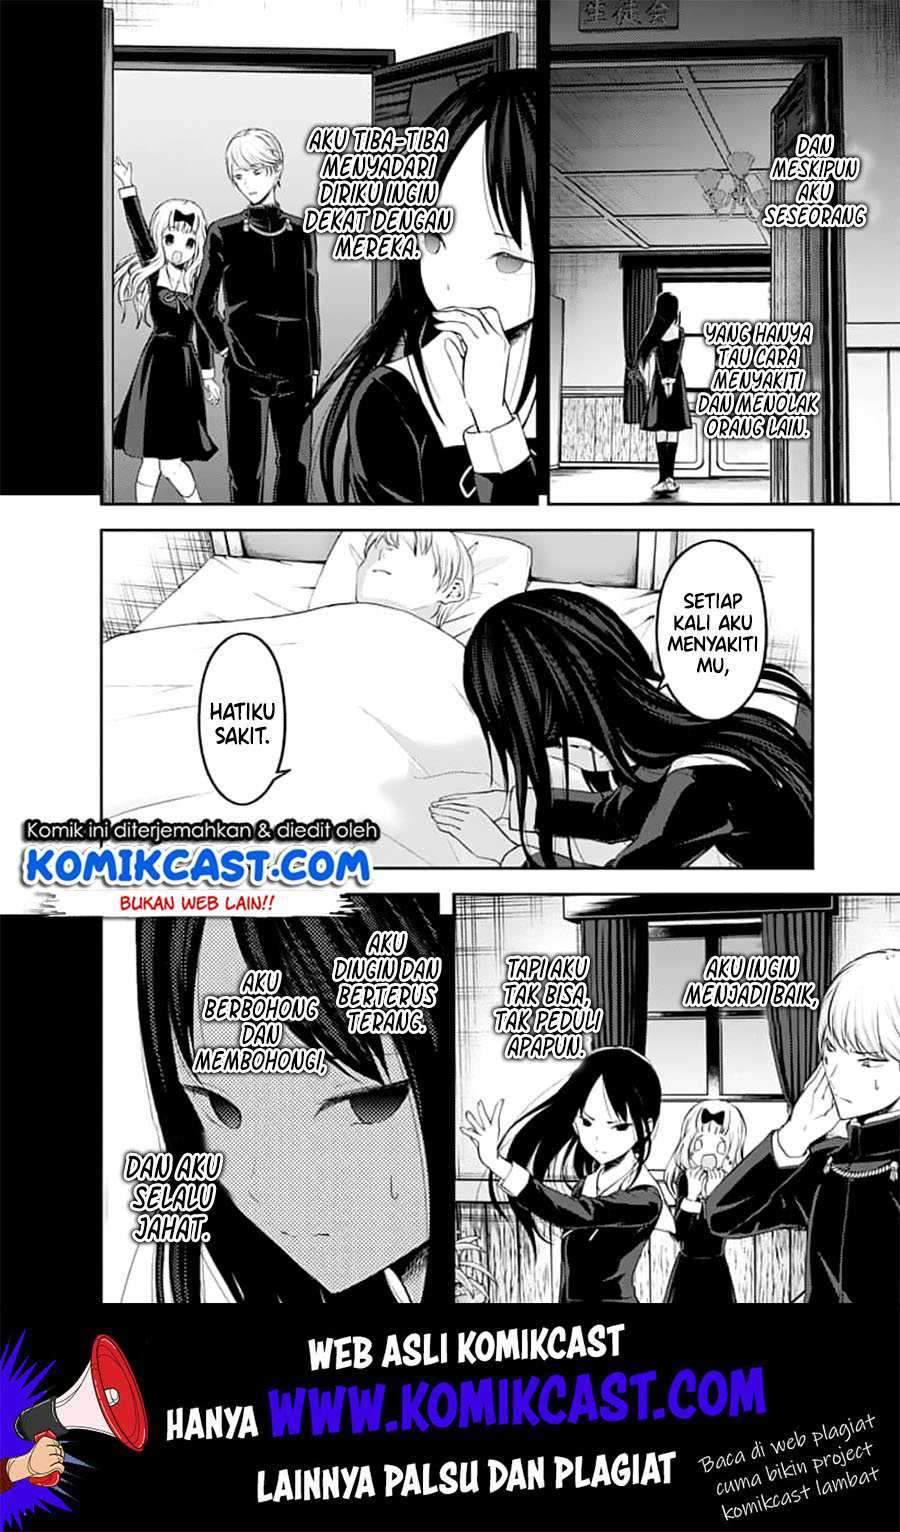 生徒会
DAN
MESKIPUN
AKU
SESEORANG
YANG HANYA
TAU CARA
MENYAKITI
DAN MENOLAK
ORANG LAIN.
AKU TIBA-TIBA
MENYADARI
DIRIKU INGIN
DEKAT DENGAN
MEREKA.
SETIAP
KALI AKU
MENYAKITI
MU,
HATIKU
SAKIT.
Komik ini diterjemahkan & diedit oleh
KOMIKCAST.COM
BUKAN WEB LAIN!!
AKU INGIN
MENJADI BAIK,
TAPI AKU
TAK BISA,
TAK PEDULI
APAPUN.
AKU
DINGIN DAN
BERTERUS
TERANG.
AKU
BERBOHONG
DAN
MEMBOHONGI,
DAN AKU
SELALU
JAHAT.
WEB ASLI KOMIKCAST
HANYA WWW.KOMIKCAST.COM
LAINNYA PALSU DAN PLAGIAT
Baca di web plagiat
cuma bikin project
komikcast lambat